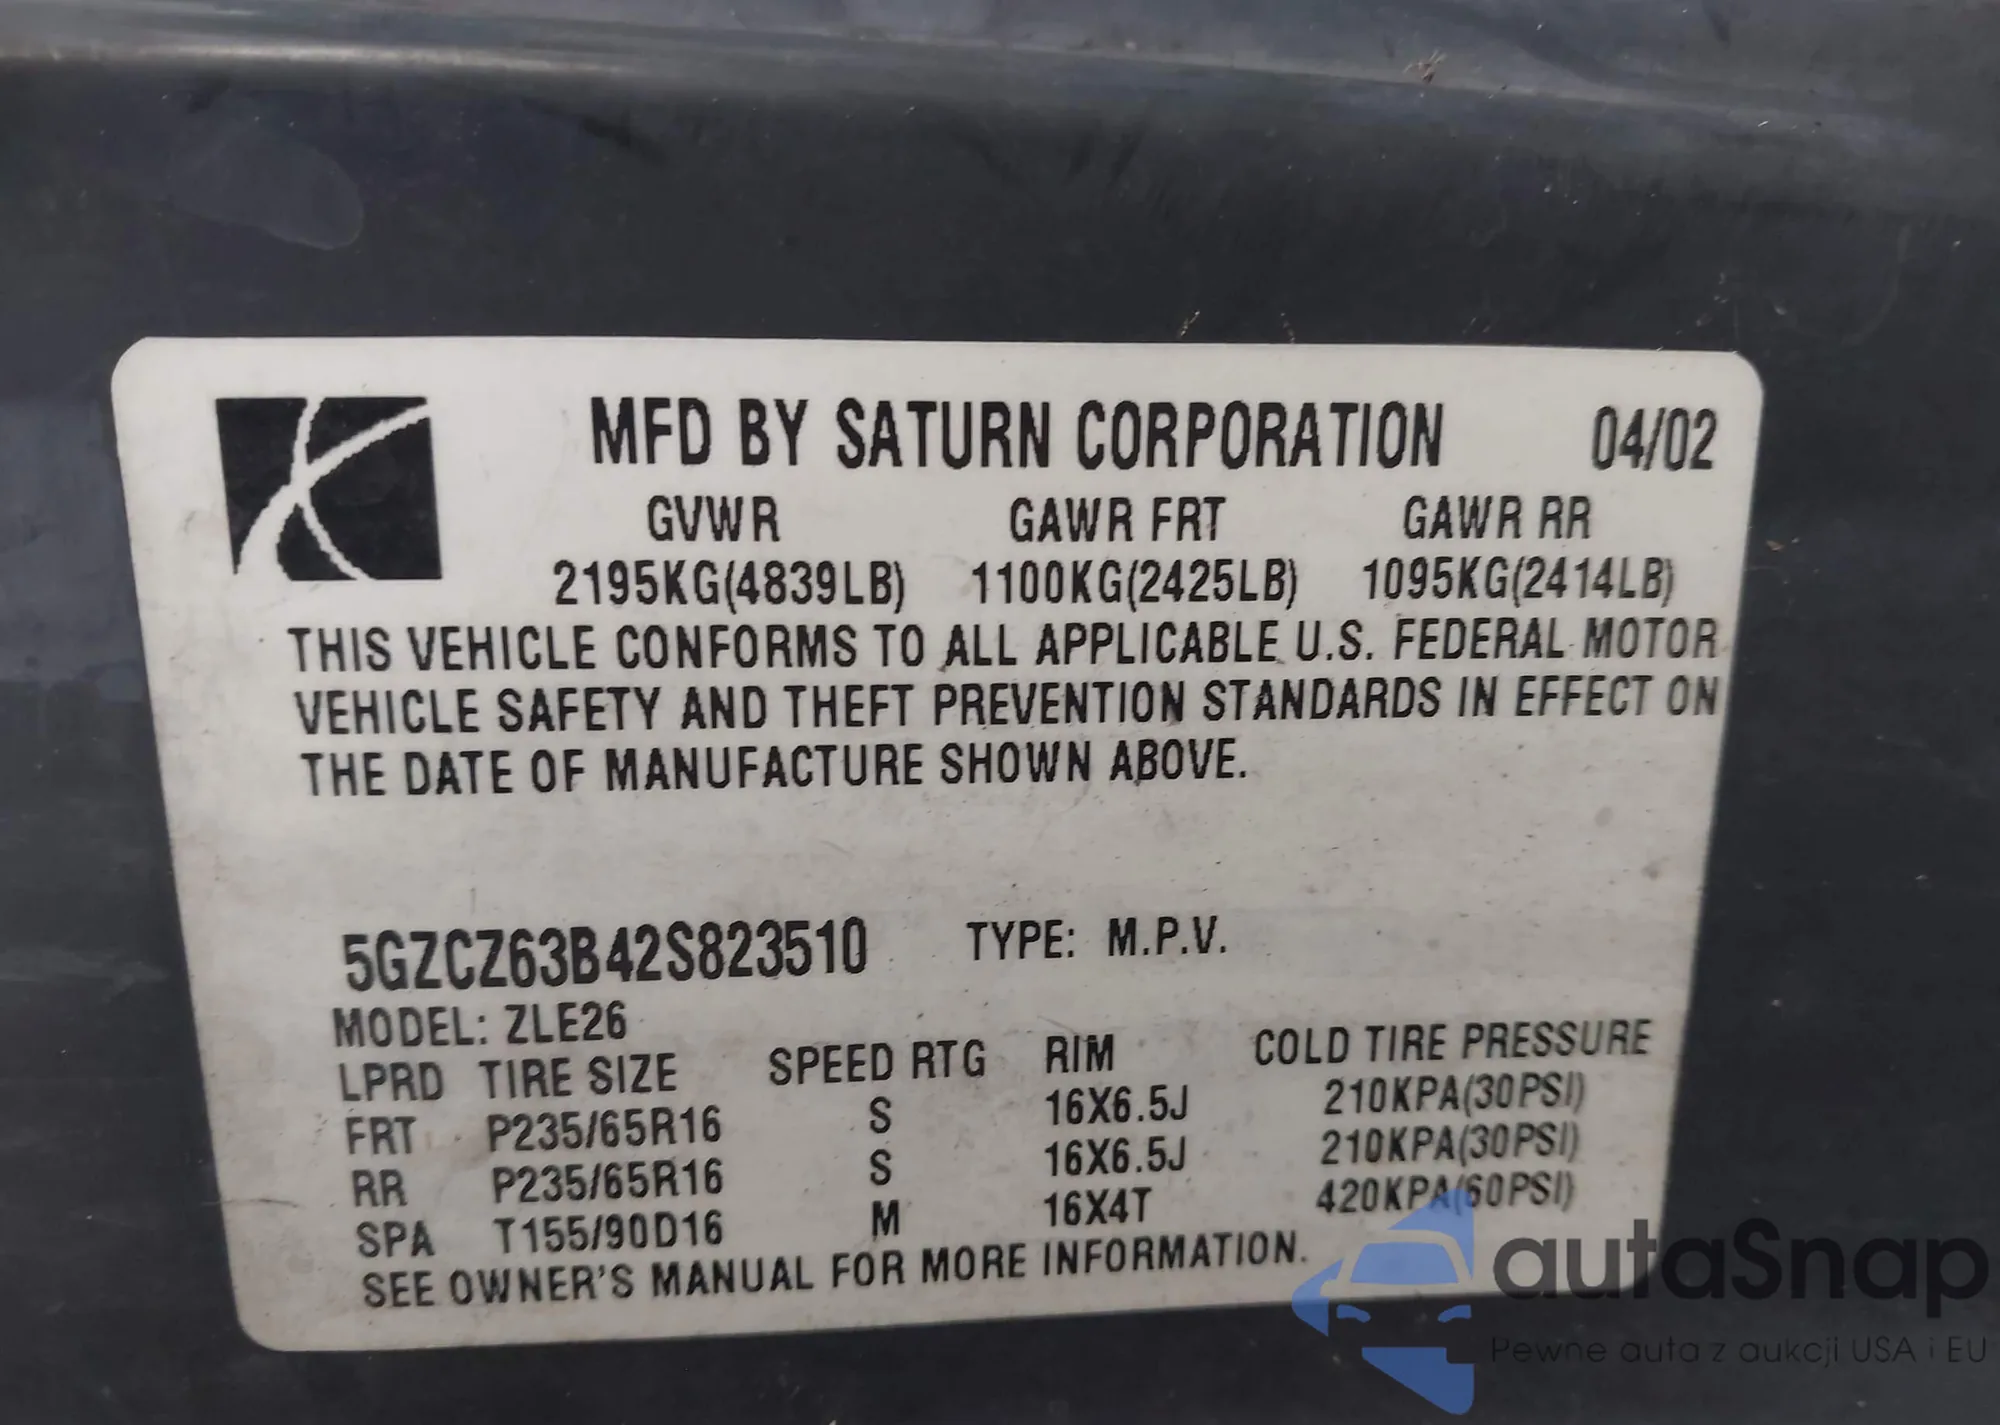 MFD BY SATURN CORPORATION 04/02
GVWR GAWR FRT GAWR RR
2195KG(4839LB) 1100KG(2425LB) 1095KG(2414LB)
THIS VEHICLE CONFORMS TO ALL APPLICABLE U.S. FEDERAL MOTOR
VEHICLE SAFETY AND THEFT PREVENTION STANDARDS IN EFFECT ON
THE DATE OF MANUFACTURE SHOWN ABOVE.
5GZCZ63B42S823510 TYPE: M.P.V.
MODEL: ZLE26
LPRD TIRE SIZE SPEED RTG RIM COLD TIRE PRESSURE
FRT P235/65R16 S 16X6.5J 210KPA(30PSI)
RR P235/65R16 S 16X6.5J 210KPA(30PSI)
SPA T155/90D16 M 16X4T 420KPA(60PSI)
SEE OWNER'S MANUAL FOR MORE INFORMATION.
autaSnap
Pewne auta z aukcji USA i EU